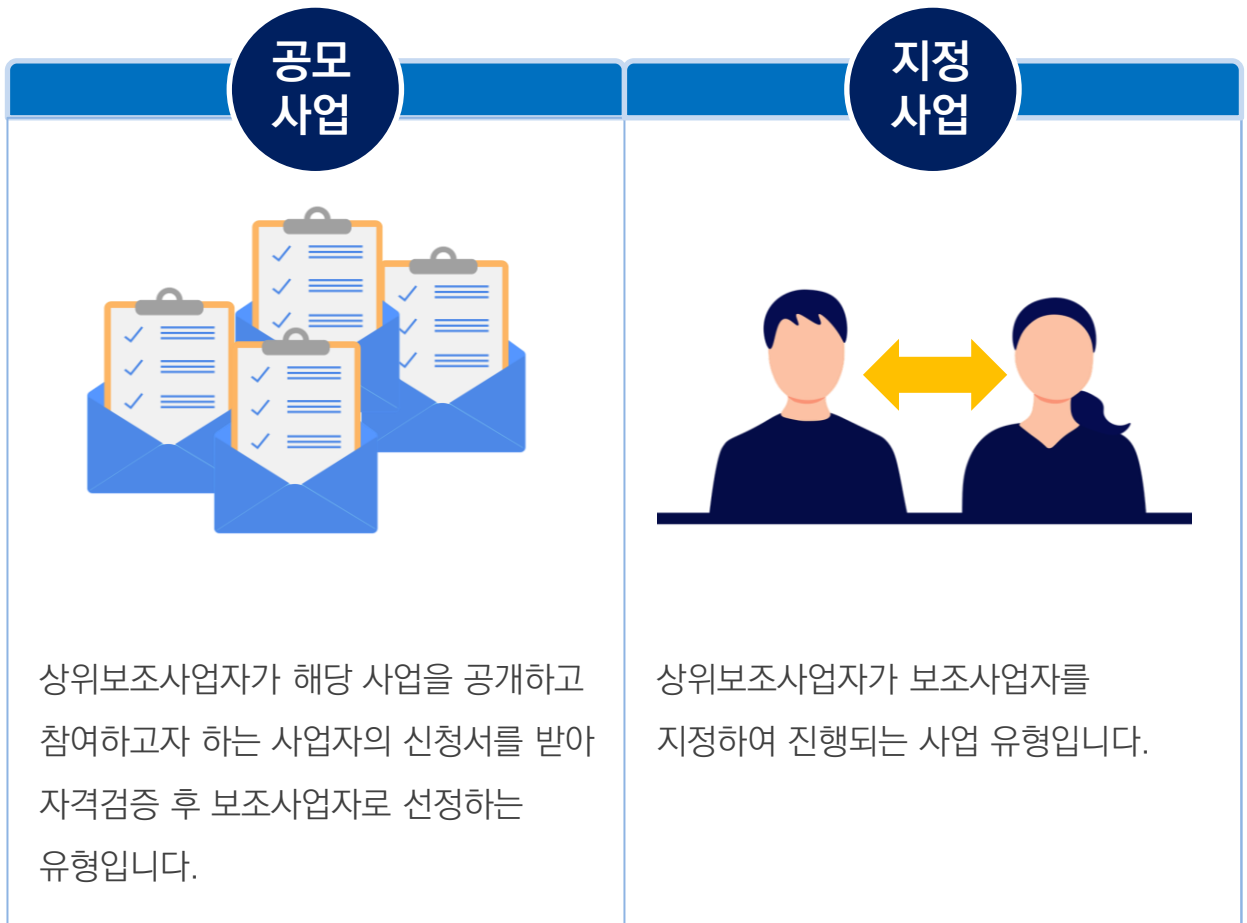 공모
사업
상위보조사업자가 해당 사업을 공개하고
참여하고자 하는 사업자의 신청서를 받아
자격검증 후 보조사업자로 선정하는
유형입니다.
지정
사업
상위보조사업자가 보조사업자를
지정하여 진행되는 사업 유형입니다.